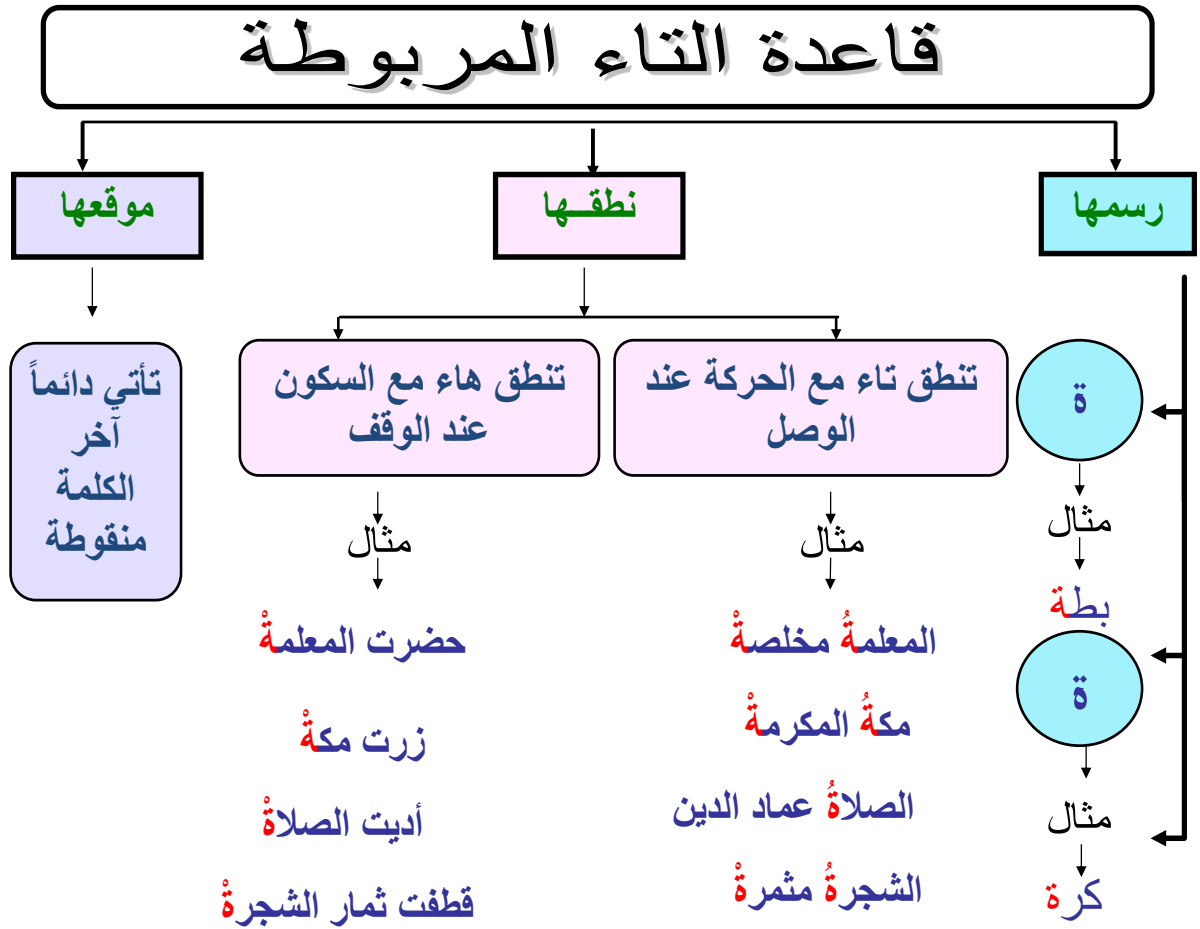 قاعدة التاء المربوطة
رسمها
نطقــها
موقعها
ة
مثال
بطة
ة
مثال
كرة
تنطق تاء مع الحركة عند
الوصل
مثال
المعلمةُ مخلصةْ
مكةُ المكرمةْ
الصلاةُ عماد الدين
الشجرةُ مثمرةْ
تنطق هاء مع السكون
عند الوقف
مثال
حضرت المعلمةْ
زرت مكةْ
أديت الصلاةْ
قطفت ثمار الشجرةْ
تأتي دائماً
آخر
الكلمة
منقوطة